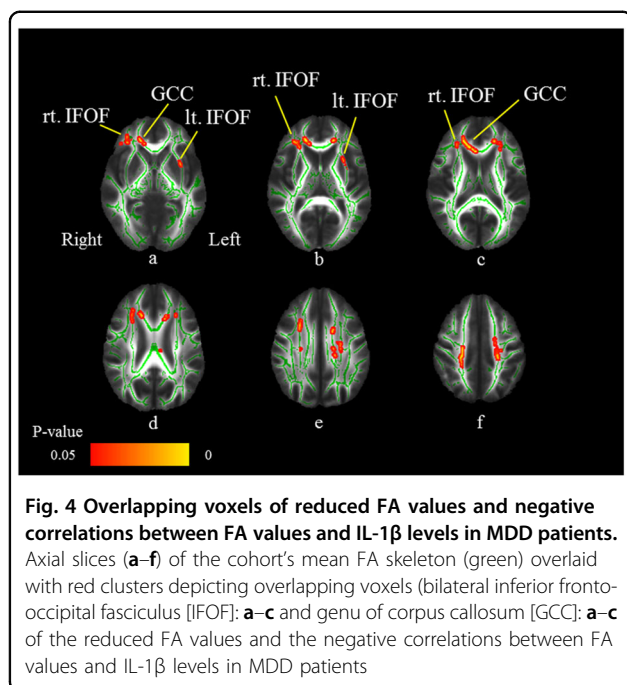 rt. IFOF
GCC
lt. IFOF
rt. IFOF
lt. IFOF
rt. IFOF
GCC
Right
Left
a
b
c
d
e
f
P-value
0.05
0
Fig. 4 Overlapping voxels of reduced FA values and negative
correlations between FA values and IL-1β levels in MDD patients.
Axial slices (a–f) of the cohort's mean FA skeleton (green) overlaid
with red clusters depicting overlapping voxels (bilateral inferior fronto-
occipital fasciculus [IFOF]: a–c and genu of corpus callosum [GCC]: a–c
of the reduced FA values and the negative correlations between FA
values and IL-1β levels in MDD patients